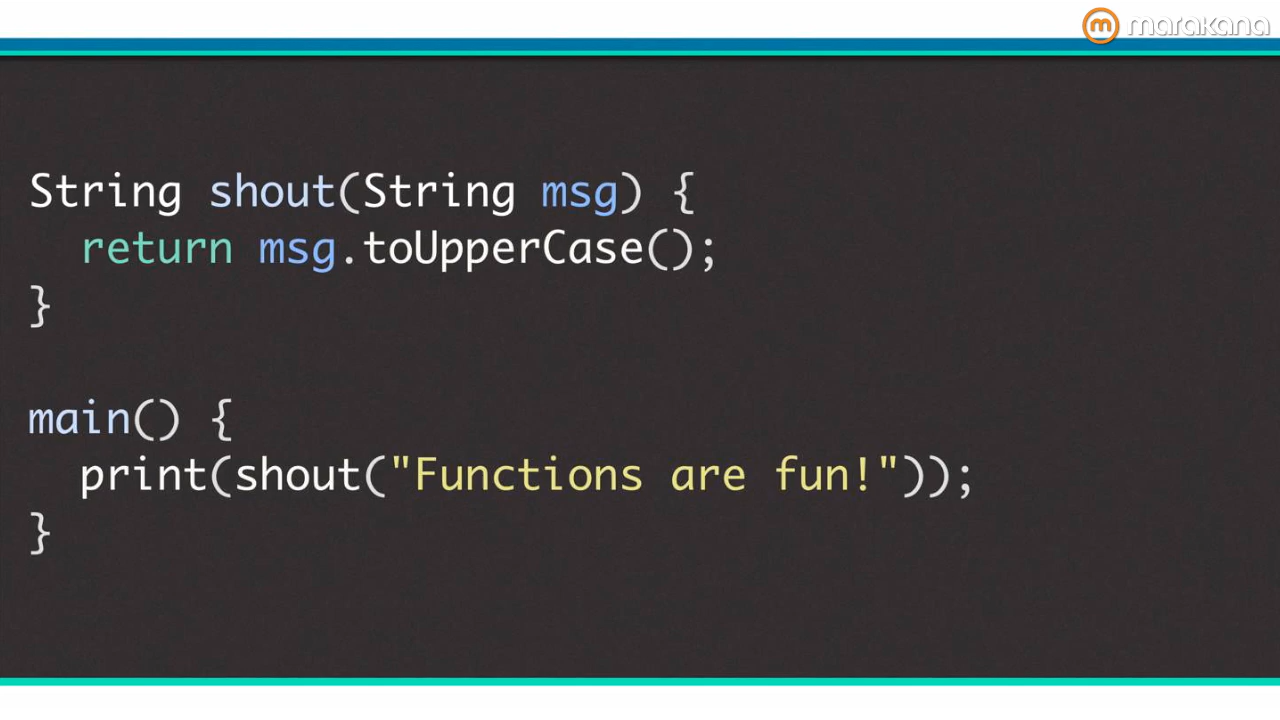 marakana
String shout(String msg) {
  return msg.toUpperCase();
}
main() {
  print(shout("Functions are fun!"));
}